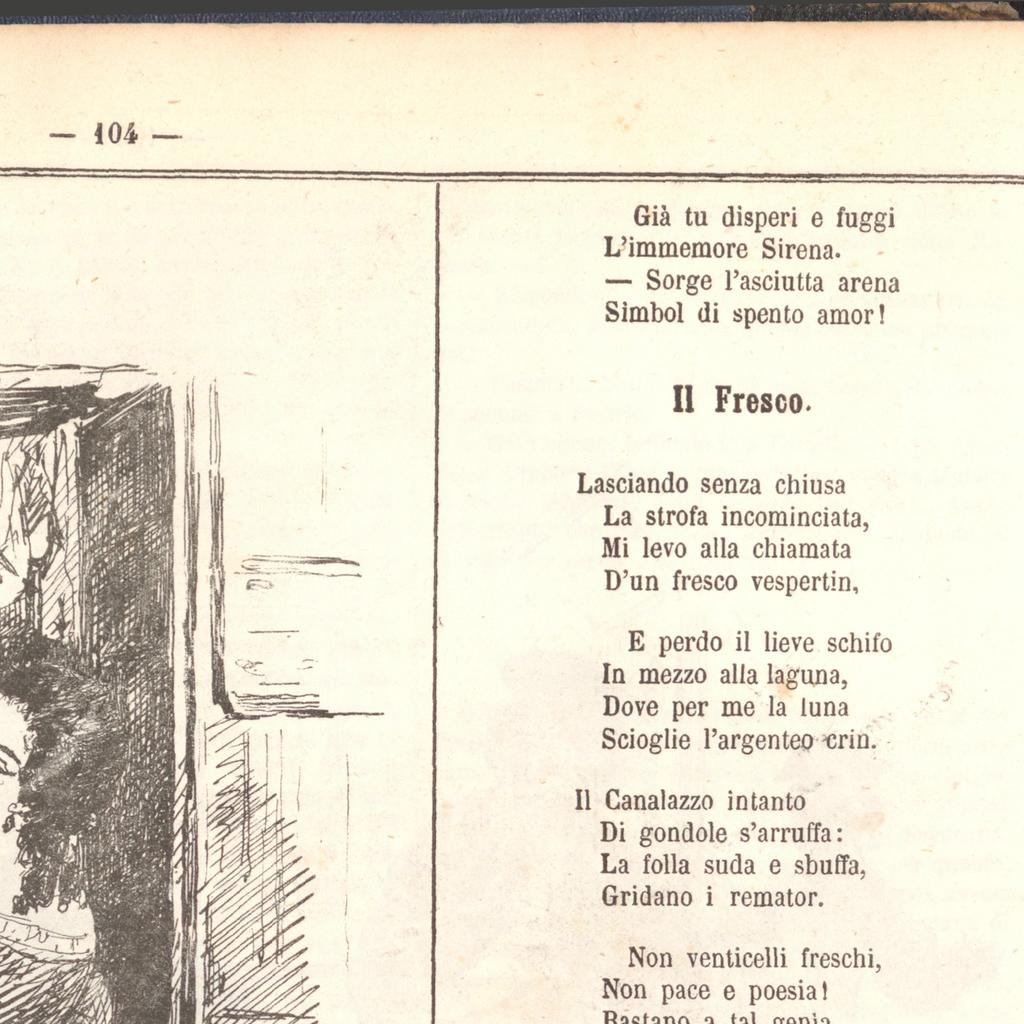 — 104 —
Già tu disperi e fuggi
L'immemore Sirena.
— Sorge l'asciutta arena
Simbol di spento amor!
Il Fresco.
Lasciando senza chiusa
La strofa incominciata,
Mi levo alla chiamata
D'un fresco vespertin,
E perdo il lieve schifo
In mezzo alla laguna,
Dove per me la luna
Scioglie l'argenteo crin.
Il Canalazzo intanto
Di gondole s'arruffa:
La folla suda e sbuffa,
Gridano i remator.
Non venticelli freschi,
Non pace e poesia!
Bastano a tal genia